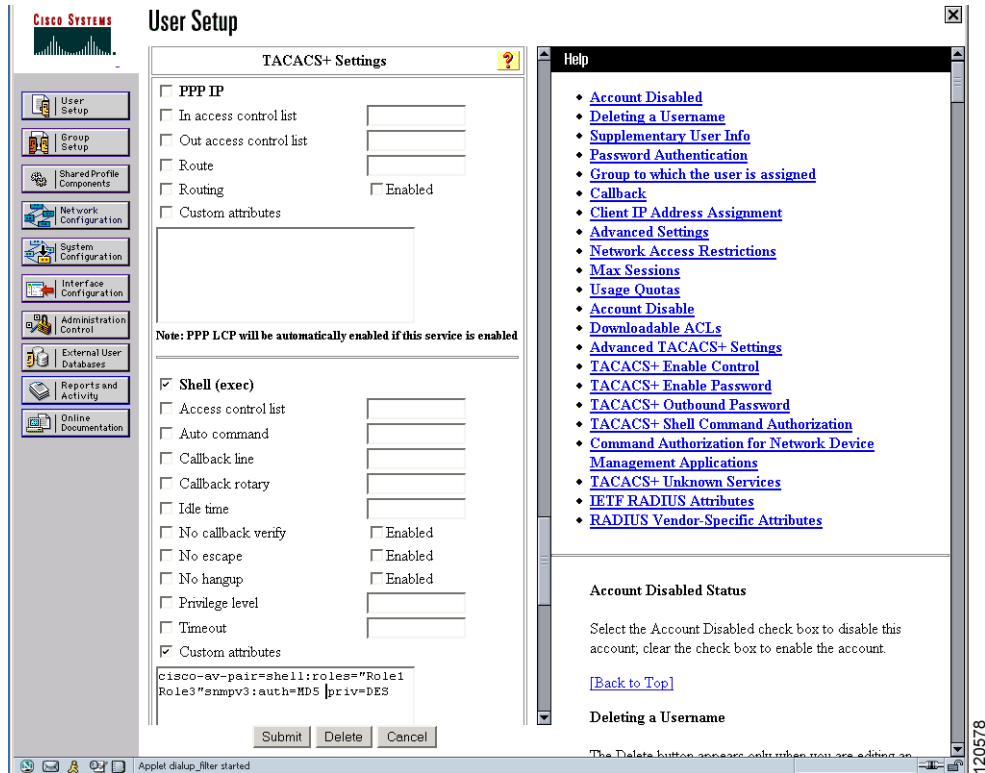 CISCO SYSTEMS
User Setup
User
Setup
Group
Setup
Shared Profile
Components
Network
Configuration
System
Configuration
Interface
Configuration
Administration
Control
External User
Databases
Reports and
Activity
Online
Documentation
TACACS+ Settings
?
PPP IP
In access control list
Out access control list
Route
Routing
Enabled
Custom attributes
Note: PPP LCP will be automatically enabled if this service is enabled
Shell (exec)
Access control list
Auto command
Callback line
Callback rotary
Idle time
No callback verify
Enabled
No escape
Enabled
No hangup
Enabled
Privilege level
Timeout
Custom attributes
cisco-av-pair=shell:roles="Role1
Role3"snmpv3:auth=MD5 priv=DES
Submit
Delete
Cancel
Help
Account Disabled
Deleting a Username
Supplementary User Info
Password Authentication
Group to which the user is assigned
Callback
Client IP Address Assignment
Advanced Settings
Network Access Restrictions
Max Sessions
Usage Quotas
Account Disable
Downloadable ACLs
Advanced TACACS+ Settings
TACACS+ Enable Control
TACACS+ Enable Password
TACACS+ Outbound Password
TACACS+ Shell Command Authorization
Command Authorization for Network Device
Management Applications
TACACS+ Unknown Services
IETF RADIUS Attributes
RADIUS Vendor-Specific Attributes
Account Disabled Status
Select the Account Disabled check box to disable this
account; clear the check box to enable the account.
[Back to Top]
Deleting a Username
The Delete button appears only when you are editing an
Applet dialup_filter started
120578